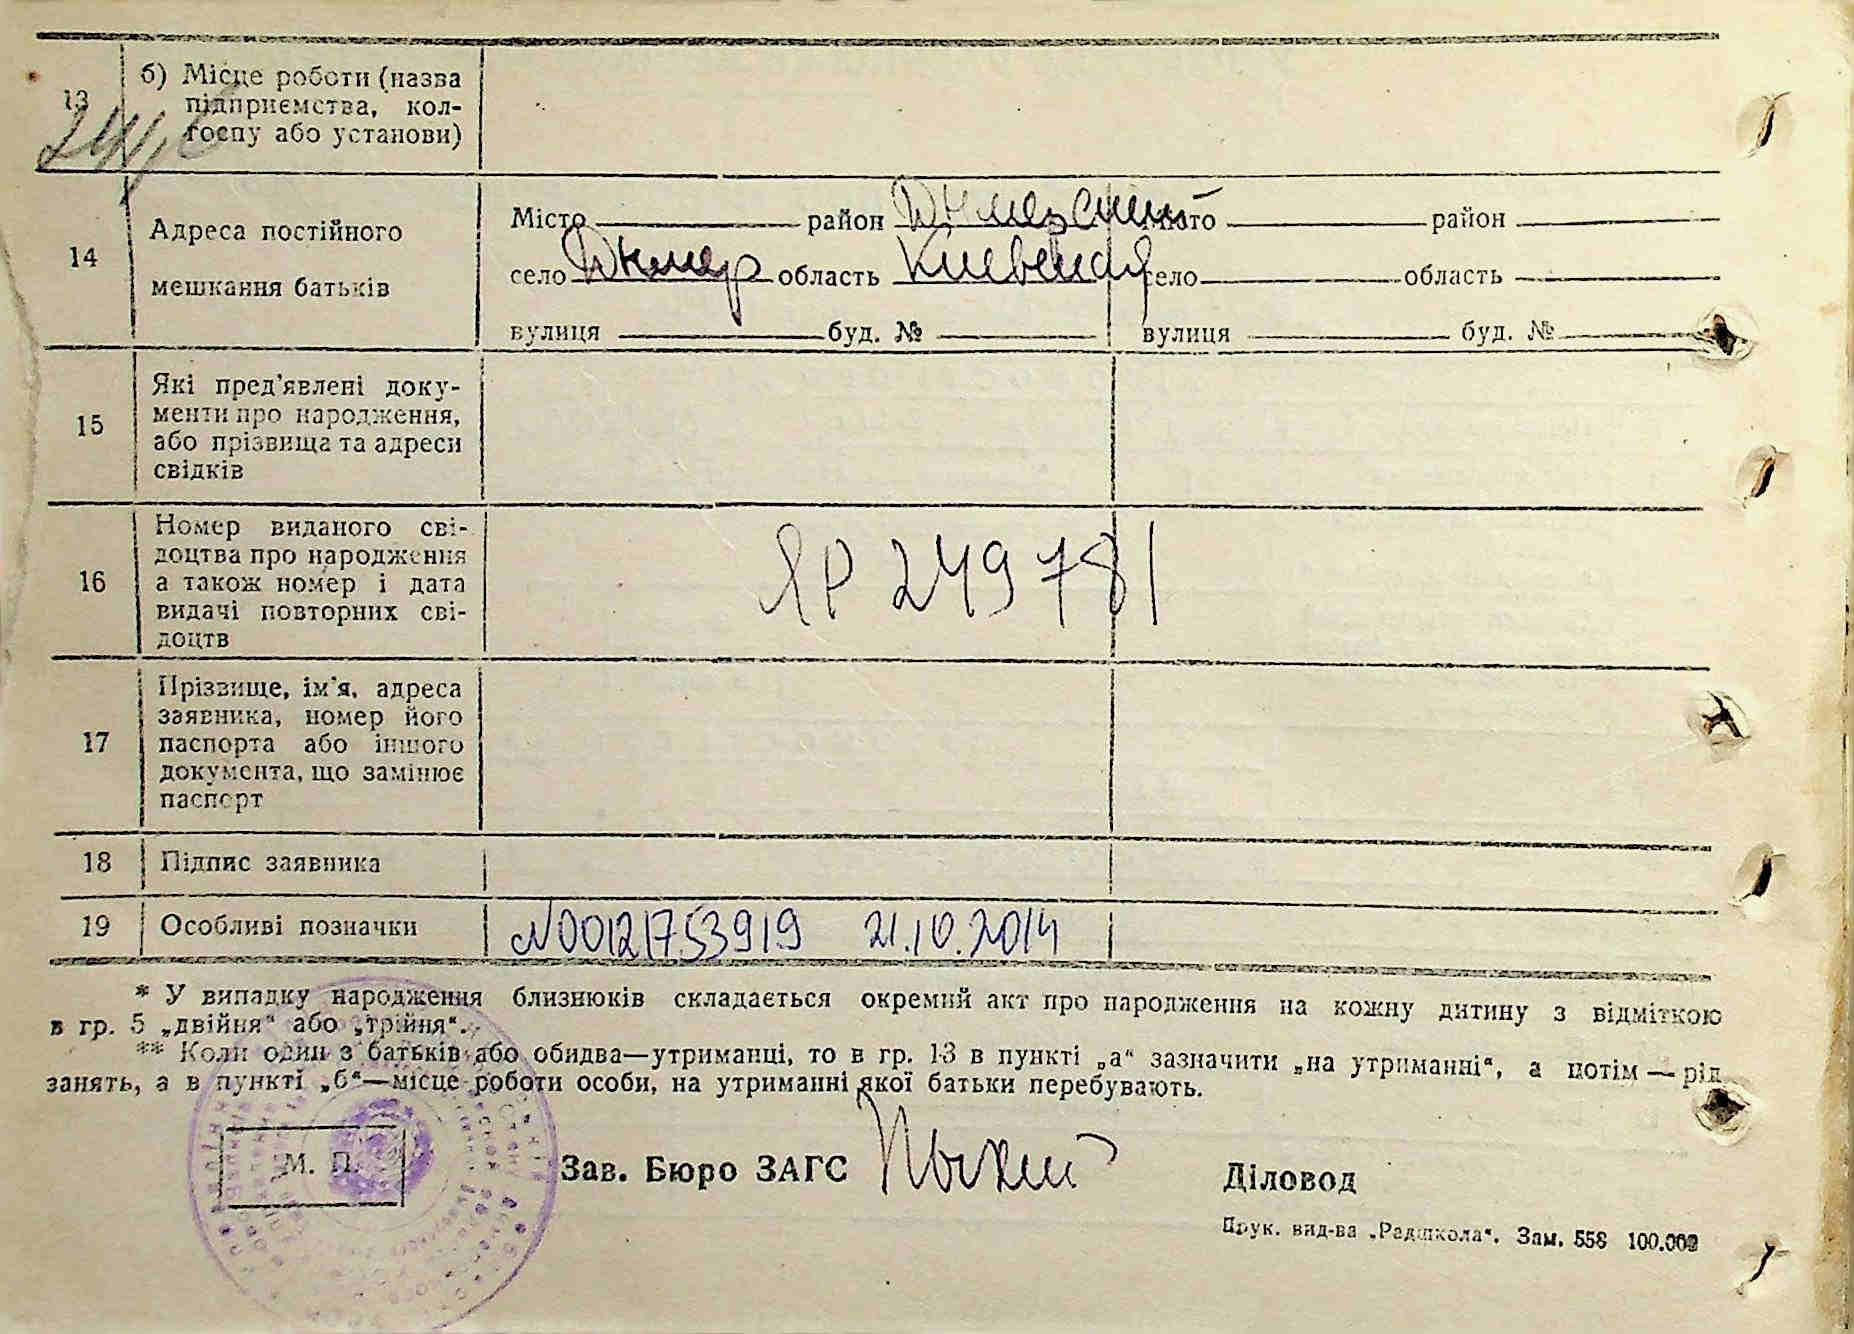 13 б) Місце роботи (назва
підприємства, кол-
госпу або установи)
14 Адреса постійного
мешкання батьків
Місто район Дымерский Місто район
село Дымер область Киевская село область
вулиця буд. № вулиця буд. №
15 Які пред'явлені доку-
менти про народження,
або прізвища та адреси
свідків
16 Номер виданого сві-
доцтва про народження
а також номер і дата
видачі повторних сві-
доцтв
ЯР 249781
17 Прізвище, ім'я, адреса
заявника, номер його
паспорта або іншого
документа, що замінює
паспорт
18 Підпис заявника
19 Особливі позначки N00121753919 21.10.2014
* У випадку народження близнюків складається окремий акт про народження на кожну дитину з відміткою
в гр. 5 „двійня“ або „трійня“.
** Коли один з батьків або обидва—утриманці, то в гр. 13 в пункті „а“ зазначити „на утриманні“, а потім — рід
занять, а в пункті „б“—місце роботи особи, на утриманні якої батьки перебувають.
М. П.
Зав. Бюро ЗАГС
Діловод
Друк. вид-ва „Радшкола“. Зам. 558 100.000